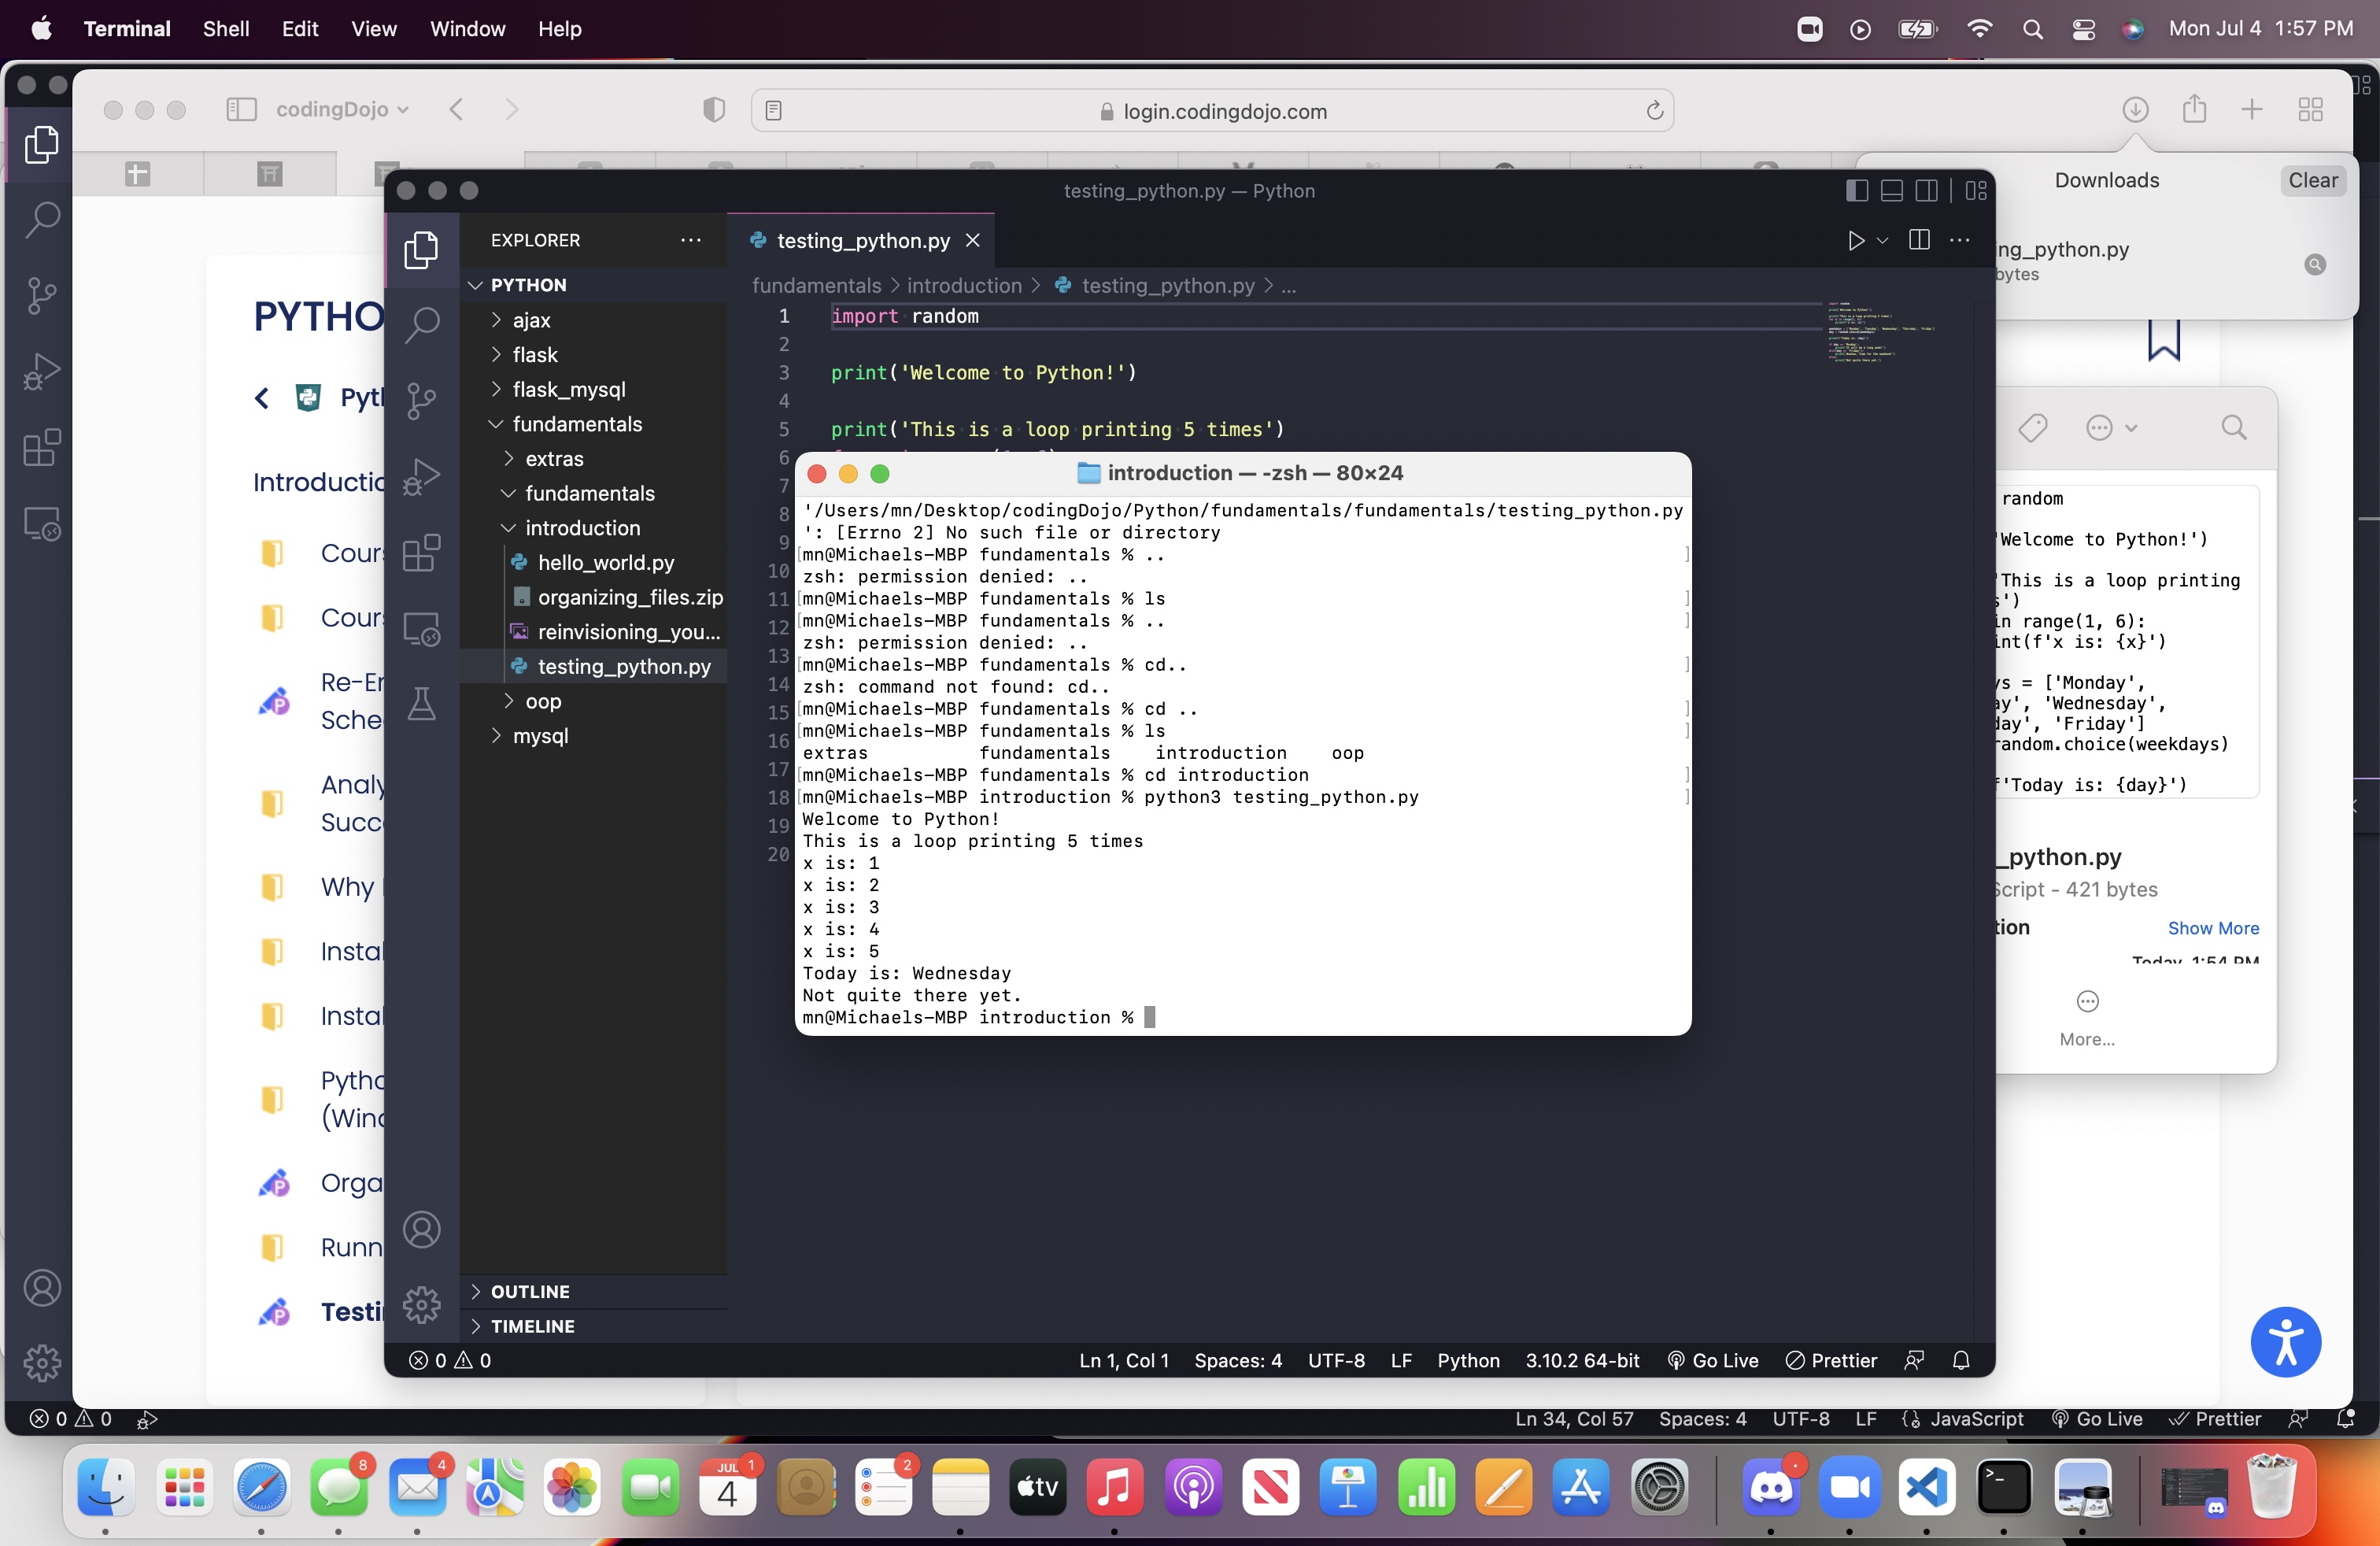 Terminal Shell Edit View Window Help
Mon Jul 4 1:57 PM
codingDojo
login.codingdojo.com
Downloads
Clear
testing_python.py — Python
EXPLORER
testing_python.py
PYTHON
fundamentals > introduction > testing_python.py > ...
ajax
flask
flask_mysql
fundamentals
extras
fundamentals
introduction
hello_world.py
organizing_files.zip
reinvisioning_you...
testing_python.py
oop
mysql
OUTLINE
TIMELINE
1 import random
2
3 print('Welcome to Python!')
4
5 print('This is a loop printing 5 times')
6
7
8
9
10
11
12
13
14
15
16
17
18
19
20
introduction — -zsh — 80×24
'/Users/mn/Desktop/codingDojo/Python/fundamentals/fundamentals/testing_python.py
': [Errno 2] No such file or directory
[mn@Michaels-MBP fundamentals % .. ]
zsh: permission denied: ..
[mn@Michaels-MBP fundamentals % ls ]
[mn@Michaels-MBP fundamentals % .. ]
zsh: permission denied: ..
[mn@Michaels-MBP fundamentals % cd.. ]
zsh: command not found: cd..
[mn@Michaels-MBP fundamentals % cd .. ]
[mn@Michaels-MBP fundamentals % ls ]
extras fundamentals introduction oop
[mn@Michaels-MBP fundamentals % cd introduction ]
[mn@Michaels-MBP introduction % python3 testing_python.py ]
Welcome to Python!
This is a loop printing 5 times
x is: 1
x is: 2
x is: 3
x is: 4
x is: 5
Today is: Wednesday
Not quite there yet.
mn@Michaels-MBP introduction %
0 0
Ln 1, Col 1 Spaces: 4 UTF-8 LF Python 3.10.2 64-bit Go Live Prettier
PYTHO
Pyt
Introductio
Cour
Cour
Re-En
Sche
Analy
Succ
Why
Instal
Instal
Pytho
(Wind
Orga
Runn
Testi
ng_python.py
bytes
random
'Welcome to Python!')
'This is a loop printing
s')
in range(1, 6):
int(f'x is: {x}')
ys = ['Monday',
ay', 'Wednesday',
day', 'Friday']
random.choice(weekdays)
f'Today is: {day}')
_python.py
Script - 421 bytes
tion
Show More
Today, 1:54 PM
More...
0 0
Ln 34, Col 57 Spaces: 4 UTF-8 LF JavaScript Go Live Prettier
8
4
JUL
4
1
2
tv